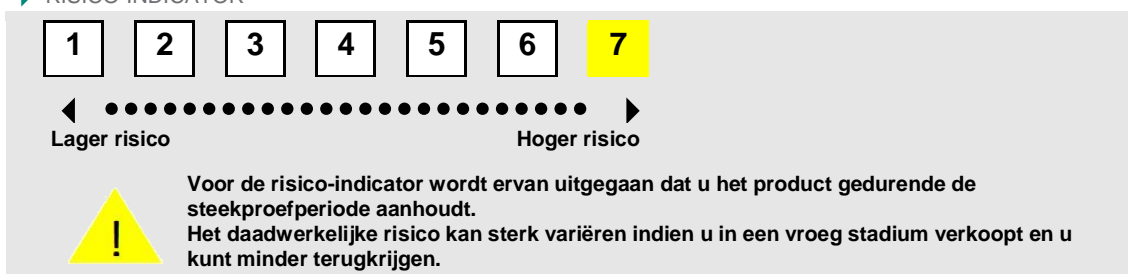 RISICO-INDICATOR
1 2 3 4 5 6 7
Lager risico Hoger risico
Voor de risico-indicator wordt ervan uitgegaan dat u het product gedurende de
steekproefperiode aanhoudt.
!
Het daadwerkelijke risico kan sterk variëren indien u in een vroeg stadium verkoopt en u
kunt minder terugkrijgen.